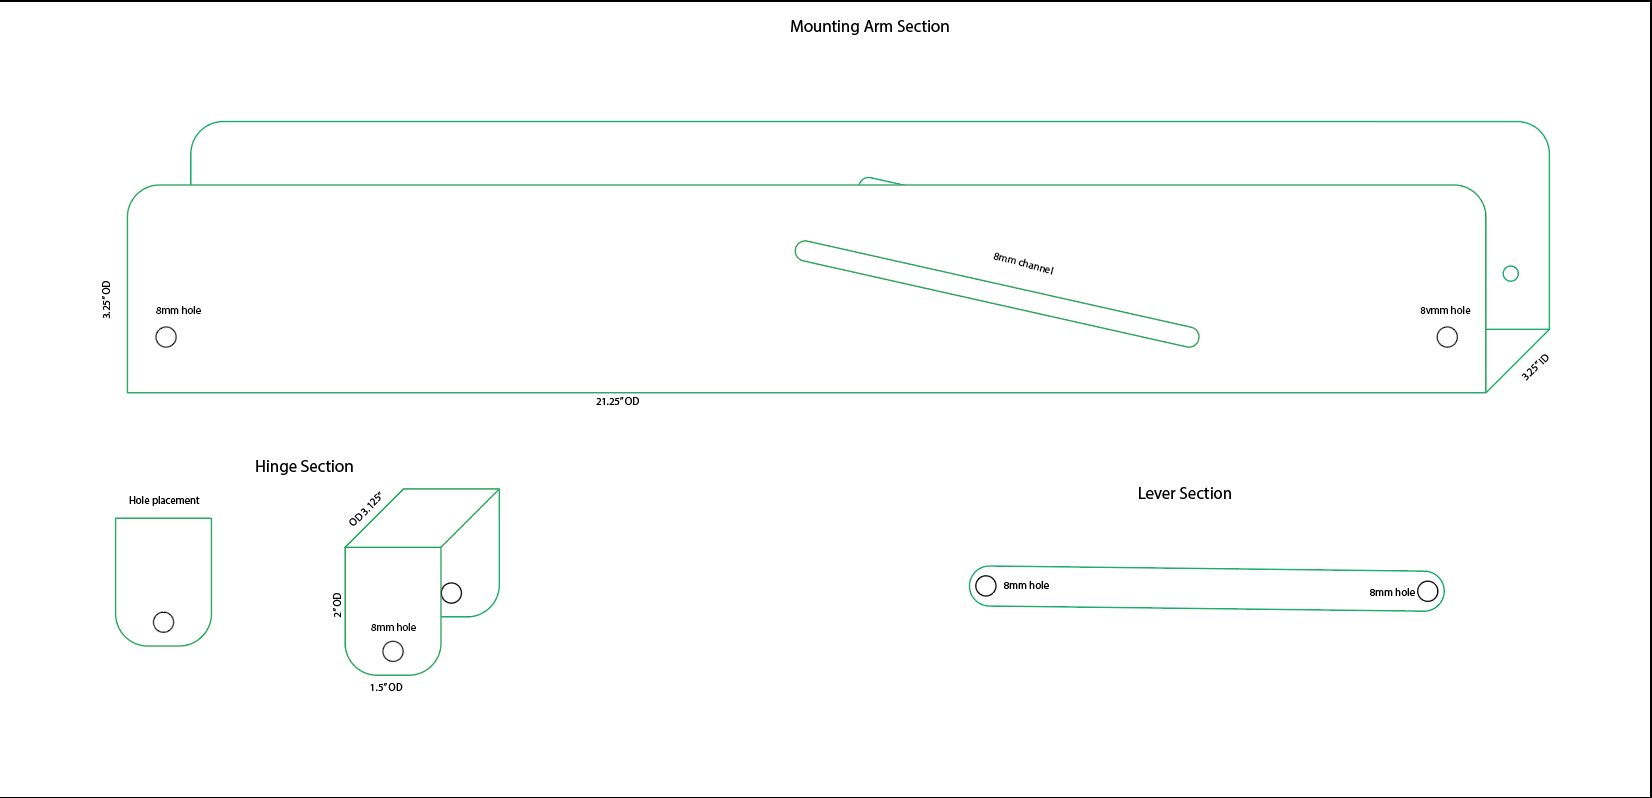 Mounting Arm Section
8mm channel
3.25" OD
8mm hole
8vmm hole
3.25" ID
21.25" OD
Hinge Section
Hole placement
OD 3.125"
2" OD
8mm hole
1.5" OD
Lever Section
8mm hole
8mm hole